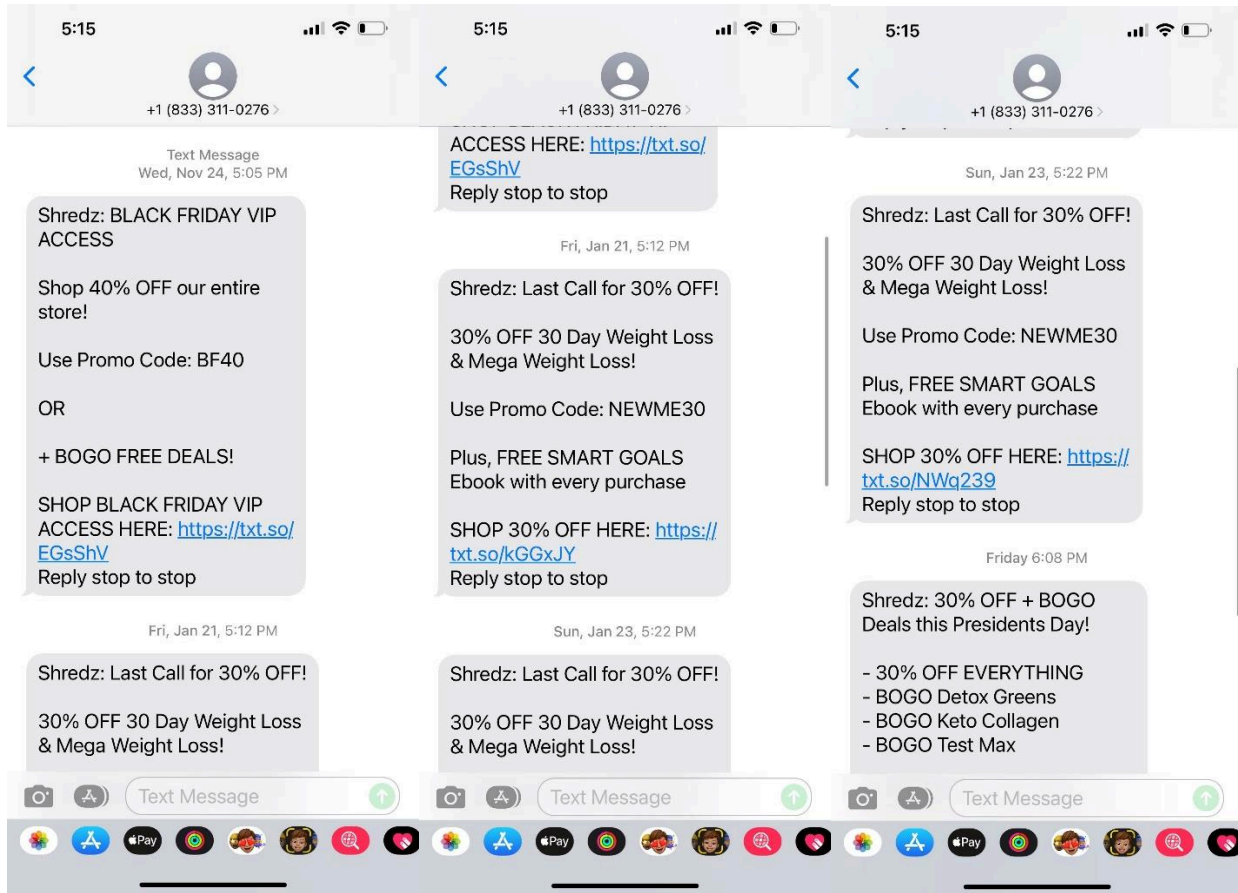 5:15
+1 (833) 311-0276
Text Message
Wed, Nov 24, 5:05 PM
Shredz: BLACK FRIDAY VIP
ACCESS
Shop 40% OFF our entire
store!
Use Promo Code: BF40
OR
+ BOGO FREE DEALS!
SHOP BLACK FRIDAY VIP
ACCESS HERE: https://txt.so/
EGsShV
Reply stop to stop
Fri, Jan 21, 5:12 PM
Shredz: Last Call for 30% OFF!
30% OFF 30 Day Weight Loss
& Mega Weight Loss!
Text Message
Pay
5:15
+1 (833) 311-0276
ACCESS HERE: https://txt.so/
EGsShV
Reply stop to stop
Fri, Jan 21, 5:12 PM
Shredz: Last Call for 30% OFF!
30% OFF 30 Day Weight Loss
& Mega Weight Loss!
Use Promo Code: NEWME30
Plus, FREE SMART GOALS
Ebook with every purchase
SHOP 30% OFF HERE: https://
txt.so/kGGxJY
Reply stop to stop
Sun, Jan 23, 5:22 PM
Shredz: Last Call for 30% OFF!
30% OFF 30 Day Weight Loss
& Mega Weight Loss!
Text Message
Pay
5:15
+1 (833) 311-0276
Sun, Jan 23, 5:22 PM
Shredz: Last Call for 30% OFF!
30% OFF 30 Day Weight Loss
& Mega Weight Loss!
Use Promo Code: NEWME30
Plus, FREE SMART GOALS
Ebook with every purchase
SHOP 30% OFF HERE: https://
txt.so/NWq239
Reply stop to stop
Friday 6:08 PM
Shredz: 30% OFF + BOGO
Deals this Presidents Day!
- 30% OFF EVERYTHING
- BOGO Detox Greens
- BOGO Keto Collagen
- BOGO Test Max
Text Message
Pay